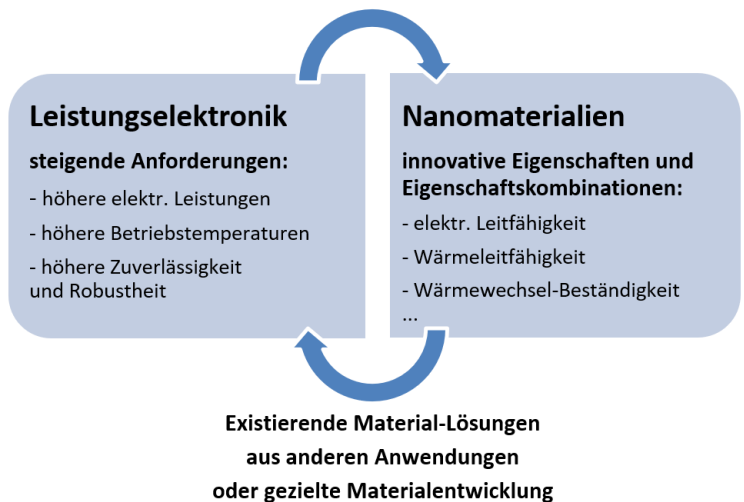 Leistungselektronik
steigende Anforderungen:
- höhere elektr. Leistungen
- höhere Betriebstemperaturen
- höhere Zuverlässigkeit
und Robustheit
Nanomaterialien
innovative Eigenschaften und
Eigenschaftskombinationen:
- elektr. Leitfähigkeit
- Wärmeleitfähigkeit
- Wärmewechsel-Beständigkeit
...
Existierende Material-Lösungen
aus anderen Anwendungen
oder gezielte Materialentwicklung